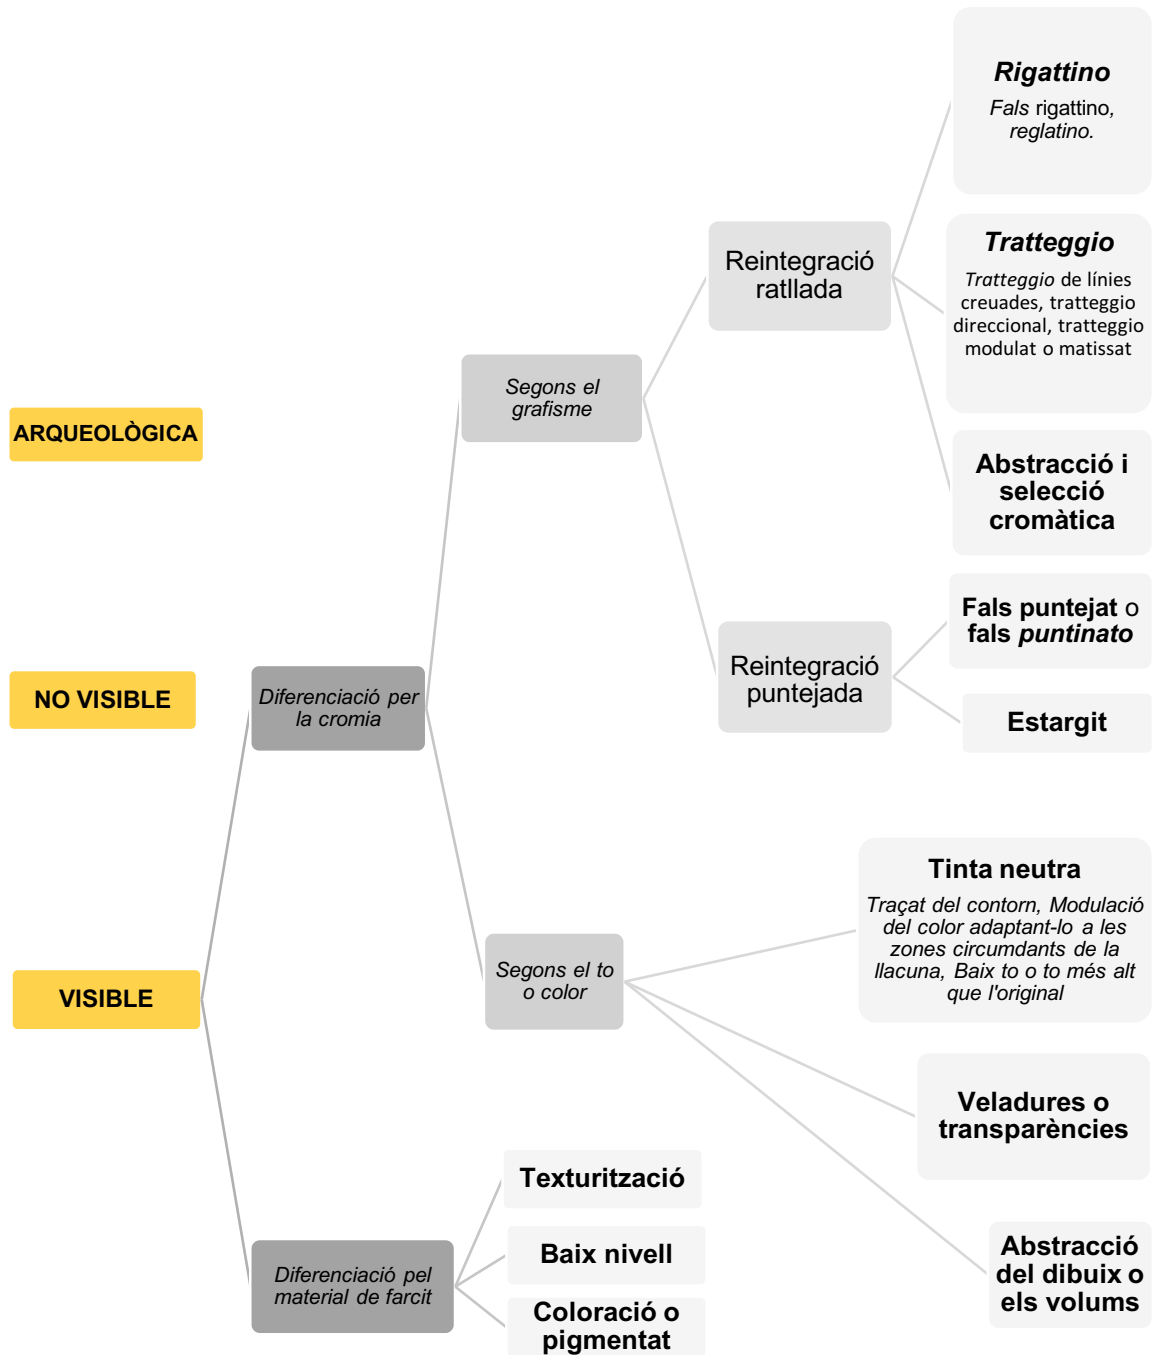 ARQUEOLÒGICA
NO VISIBLE
VISIBLE
Diferenciació per
la cromia
Segons el
grafisme
Reintegració
ratllada
Rigattino
Fals rigattino,
reglatino.
Tratteggio
Tratteggio de línies
creuades, tratteggio
direccional, tratteggio
modulat o matissat
Abstracció i
selecció
cromàtica
Reintegració
puntejada
Fals puntejat o
fals puntinato
Estargit
Segons el to
o color
Tinta neutra
Traçat del contorn, Modulació
del color adaptant-lo a les
zones circumdants de la
llacuna, Baix to o to més alt
que l'original
Veladures o
transparències
Abstracció
del dibuix o
els volums
Diferenciació pel
material de farcit
Texturització
Baix nivell
Coloració o
pigmentat